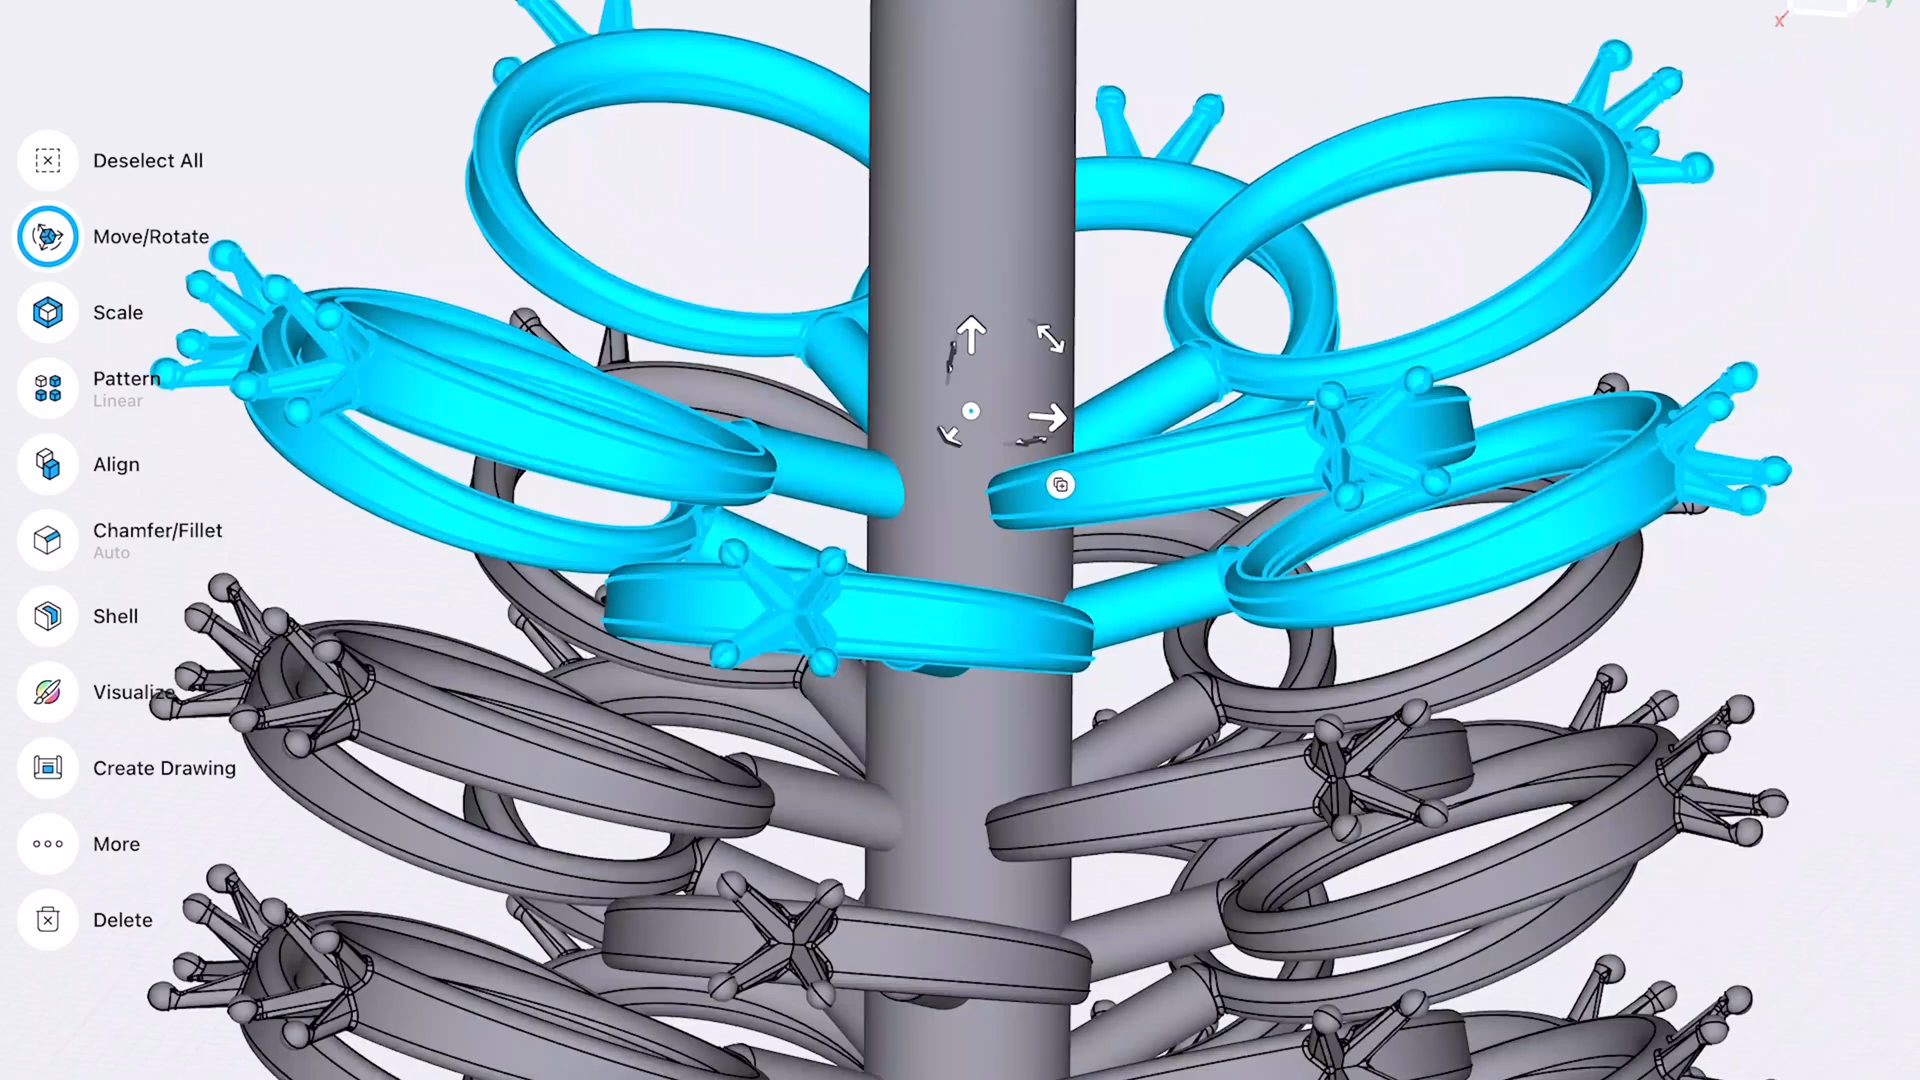 Deselect All
Move/Rotate
Scale
Pattern
Linear
Align
Chamfer/Fillet
Auto
Shell
Visualize
Create Drawing
More
Delete
x
y